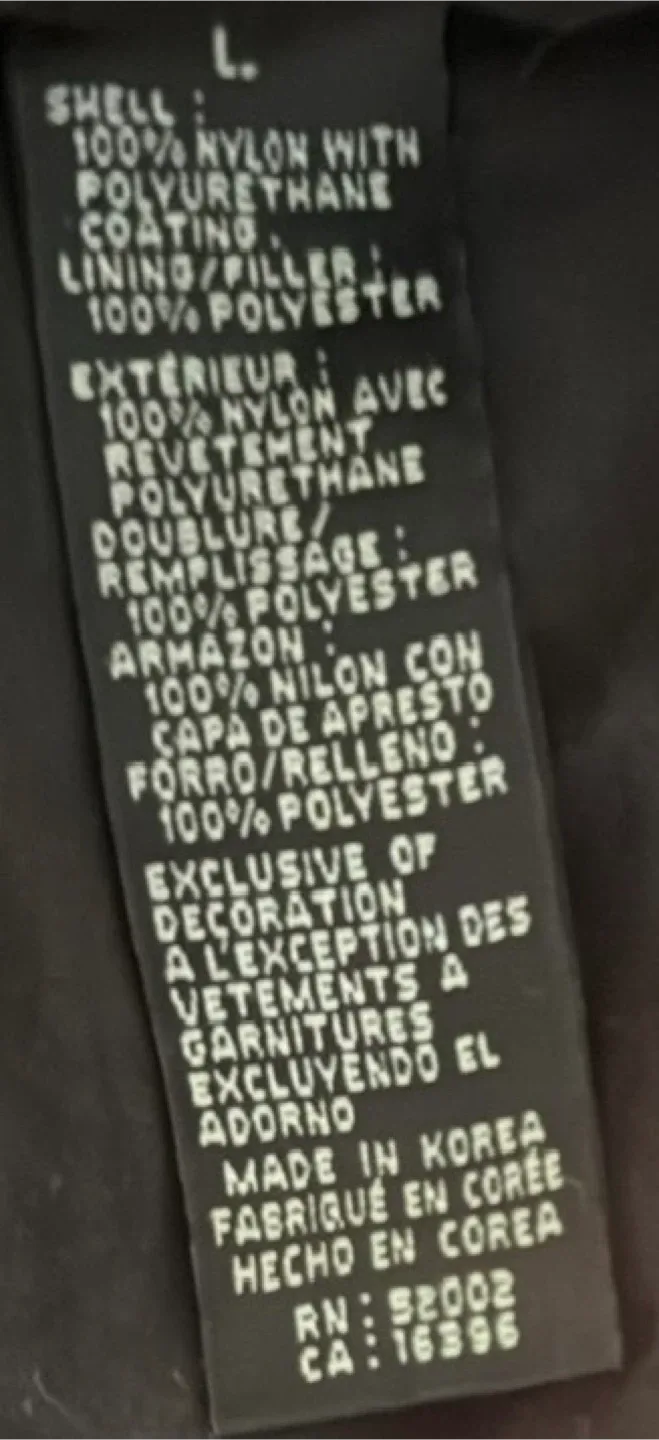 L.
SHELL :
100% NYLON WITH
POLYURETHANE
COATING.
LINING/FILLER :
100% POLYESTER
EXTÉRIEUR :
100% NYLON AVEC
REVÊTEMENT
POLYURETHANE
DOUBLURE/
REMPLISSAGE :
100% POLYESTER
ARMAZON :
100% NILON CON
CAPA DE APRESTO
FORRO/RELLENO :
100% POLYESTER
EXCLUSIVE OF
DECORATION
A L'EXCEPTION DES
VETEMENTS A
GARNITURES
EXCLUYENDO EL
ADORNO
MADE IN KOREA
FABRIQUÉ EN CORÉE
HECHO EN COREA
RN : 52002
CA : 16396